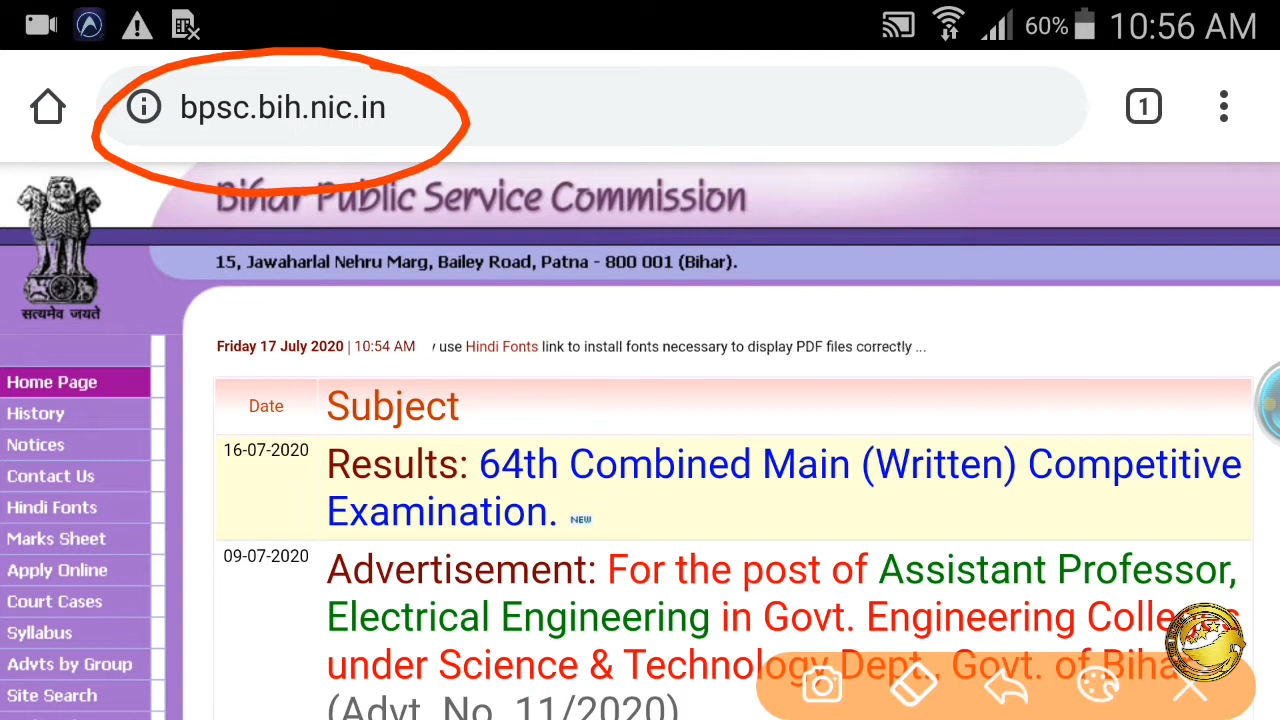 60% 10:56 AM
bpsc.bih.nic.in
1
Bihar Public Service Commission
15, Jawaharlal Nehru Marg, Bailey Road, Patna - 800 001 (Bihar).
सत्यमेव जयते
Friday 17 July 2020 | 10:54 AM use Hindi Fonts link to install fonts necessary to display PDF files correctly ...
Home Page
History
Notices
Contact Us
Hindi Fonts
Marks Sheet
Apply Online
Court Cases
Syllabus
Advts by Group
Site Search
Date Subject
16-07-2020 Results: 64th Combined Main (Written) Competitive
Examination. NEW
09-07-2020 Advertisement: For the post of Assistant Professor,
Electrical Engineering in Govt. Engineering
under Science & Technology Dept., Govt. of
(Advt. No. 11/2020)